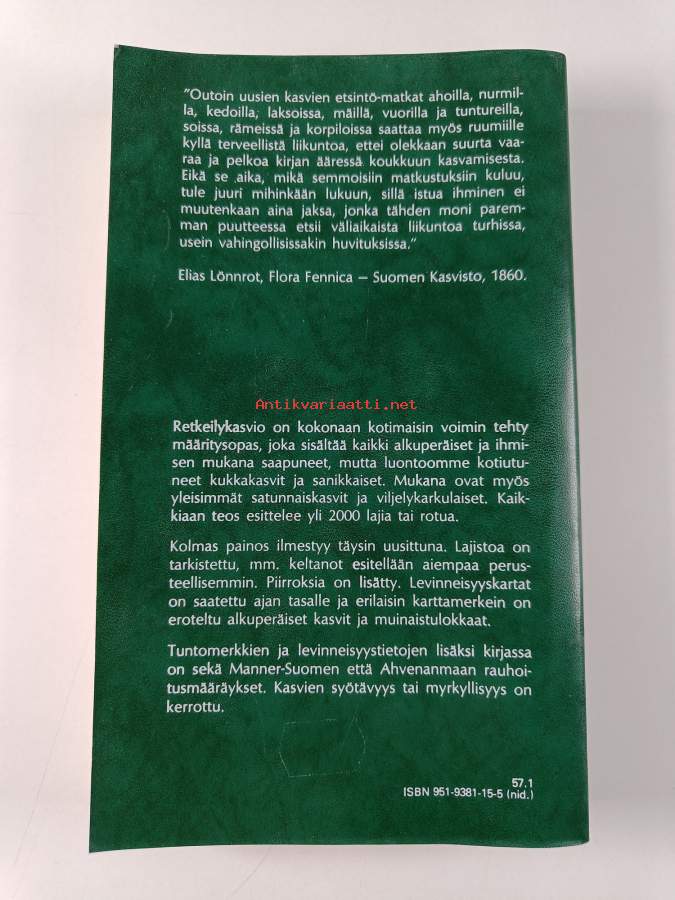 "Outoin uusien kasvien etsintö-matkat ahoilla, nurmil-
la, kedoilla, laksoissa, mäillä, vuorilla ja tuntureilla,
soissa, rämeissä ja korpiloissa saattaa myös ruumiille
kyllä terveellistä liikuntoa, ettei olekkaan suurta vaa-
raa ja pelkoa kirjan ääressä koukkuun kasvamisesta.
Eikä se aika, mikä semmoisiin matkustuksiin kuluu,
tule juuri mihinkään lukuun, sillä istua ihminen ei
muutenkaan aina jaksa, jonka tähden moni parem-
man puutteessa etsii väliaikaista liikuntoa turhissa,
usein vahingollisissakin huvituksissa."
Elias Lönnrot, Flora Fennica – Suomen Kasvisto, 1860.
Antikvariaatti.net
Retkeilykasvio on kokonaan kotimaisin voimin tehty
määritysopas, joka sisältää kaikki alkuperäiset ja ihmi-
sen mukana saapuneet, mutta luontoomme kotiutu-
neet kukkakasvit ja sanikkaiset. Mukana ovat myös
yleisimmät satunnaiskasvit ja viljelykarkulaiset. Kaik-
kiaan teos esittelee yli 2000 lajia tai rotua.
Kolmas painos ilmestyy täysin uusittuna. Lajistoa on
tarkistettu, mm. keltanot esitellään aiempaa perus-
teellisemmin. Piirroksia on lisätty. Levinneisyyskartat
on saatettu ajan tasalle ja erilaisin karttamerkein on
eroteltu alkuperäiset kasvit ja muinaistulokkaat.
Tuntomerkkien ja levinneisyystietojen lisäksi kirjassa
on sekä Manner-Suomen että Ahvenanmaan rauhoi-
tusmääräykset. Kasvien syötävyys tai myrkyllisyys on
kerrottu.
57.1
ISBN 951-9381-15-5 (nid.)